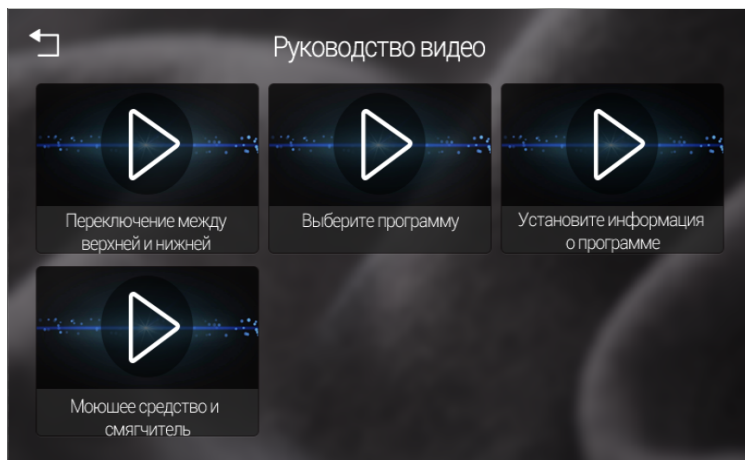 Руководство видео
Переключение между
верхней и нижней
Выберите программу
Установите информация
о программе
Моюшее средство и
смягчитель